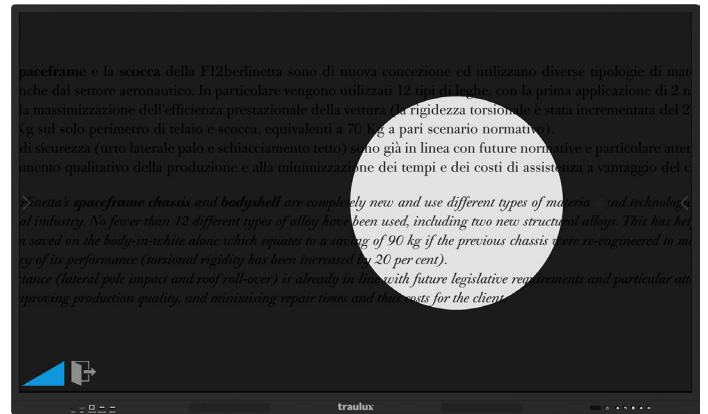 paceframe e la scocca della F12berlinetta sono di nuova concezione ed utilizzano diverse tipologie di mat
nche dal settore aeronautico. In particolare vengono utilizzati 12 tipi di leghe, con la prima applicazione di 2 n
la massimizzazione dell'efficienza prestazionale della vettura (la rigidezza torsionale è stata incrementata del 2
Kg sul solo perimetro di telaio e scocca, equivalenti a 70 Kg a pari scenario normativo).
di sicurezza (urto laterale palo e schiacciamento tetto) sono già in linea con future normative e particolare atten
amento qualitativo della produzione e alla minimizzazione dei tempi e dei costi di assistenza a vantaggio del c
linetta's spaceframe chassis and bodyshell are completely new and use different types of materia nd technolog
al industry. No fewer than 12 different types of alloy have been used, including two new structural alloys. This has hel
n saved on the body-in-white alone which equates to a saving of 90 kg if the previous chassis were re-engineered to m
cy of its performance (torsional rigidity has been increased by 20 per cent).
stance (lateral pole impact and roof roll-over) is already in line with future legislative requirements and particular att
mproving production quality, and minimising repair times and thus costs for the client.
traulux